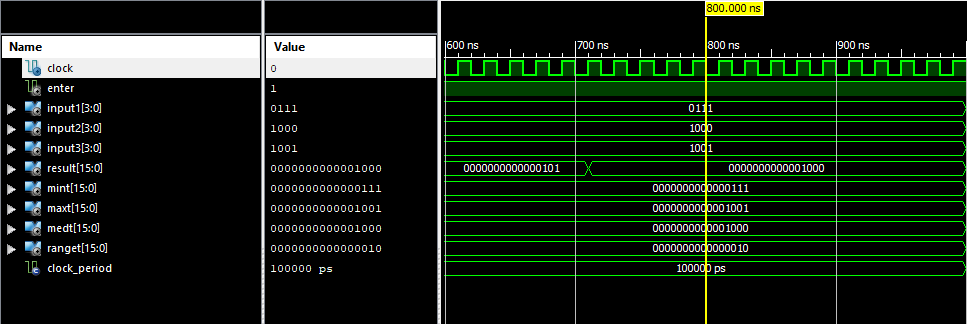 800.000 ns
Name Value
600 ns 700 ns 800 ns 900 ns
clock 0
enter 1
input1[3:0] 0111 0111
input2[3:0] 1000 1000
input3[3:0] 1001 1001
result[15:0] 0000000000001000 0000000000000101 0000000000001000
mint[15:0] 0000000000000111 0000000000000111
maxt[15:0] 0000000000001001 0000000000001001
medt[15:0] 0000000000001000 0000000000001000
ranget[15:0] 0000000000000010 0000000000000010
clock_period 100000 ps 100000 ps